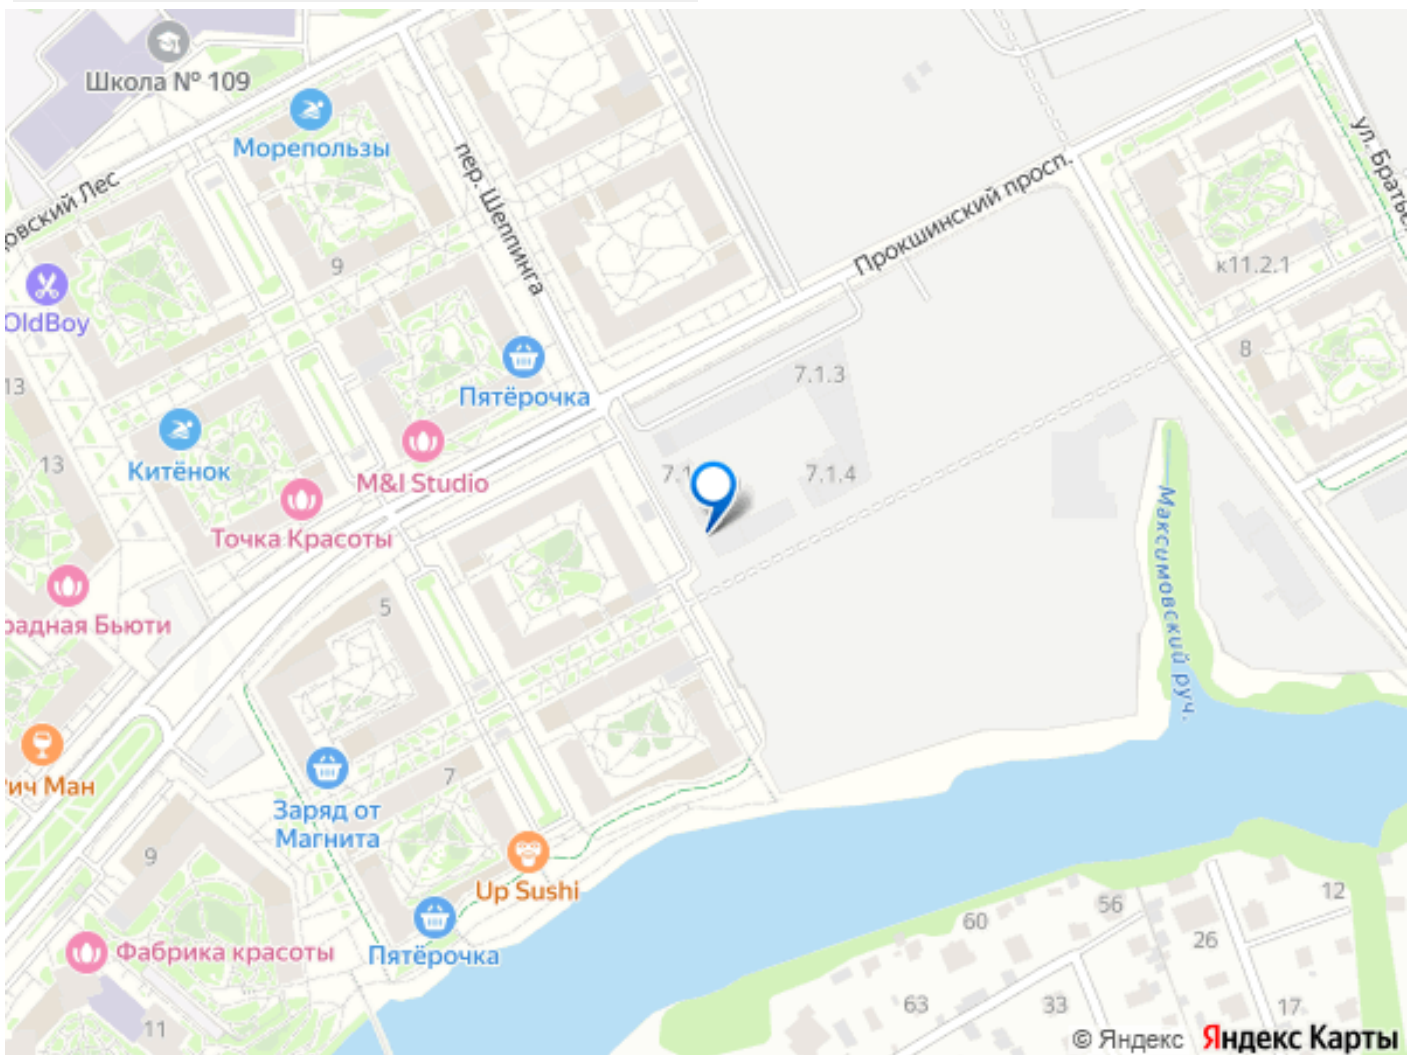 Школа № 109
Морепользы
пер. Шеппинга
овский Лес
9
OldBoy
13
Китёнок
13
Пятёрочка
M&I Studio
Точка Красоты
радная Бьюти
Прокшинский просп.
ул. Братье
к11.2.1
8
7.1.3
7.1
7.1.4
Максимовский руч.
5
ич Ман
Заряд от
Магнита
7
9
Up Sushi
Пятёрочка
Фабрика красоты
11
60
56
12
26
63
33
17
© Яндекс Яндекс Карты